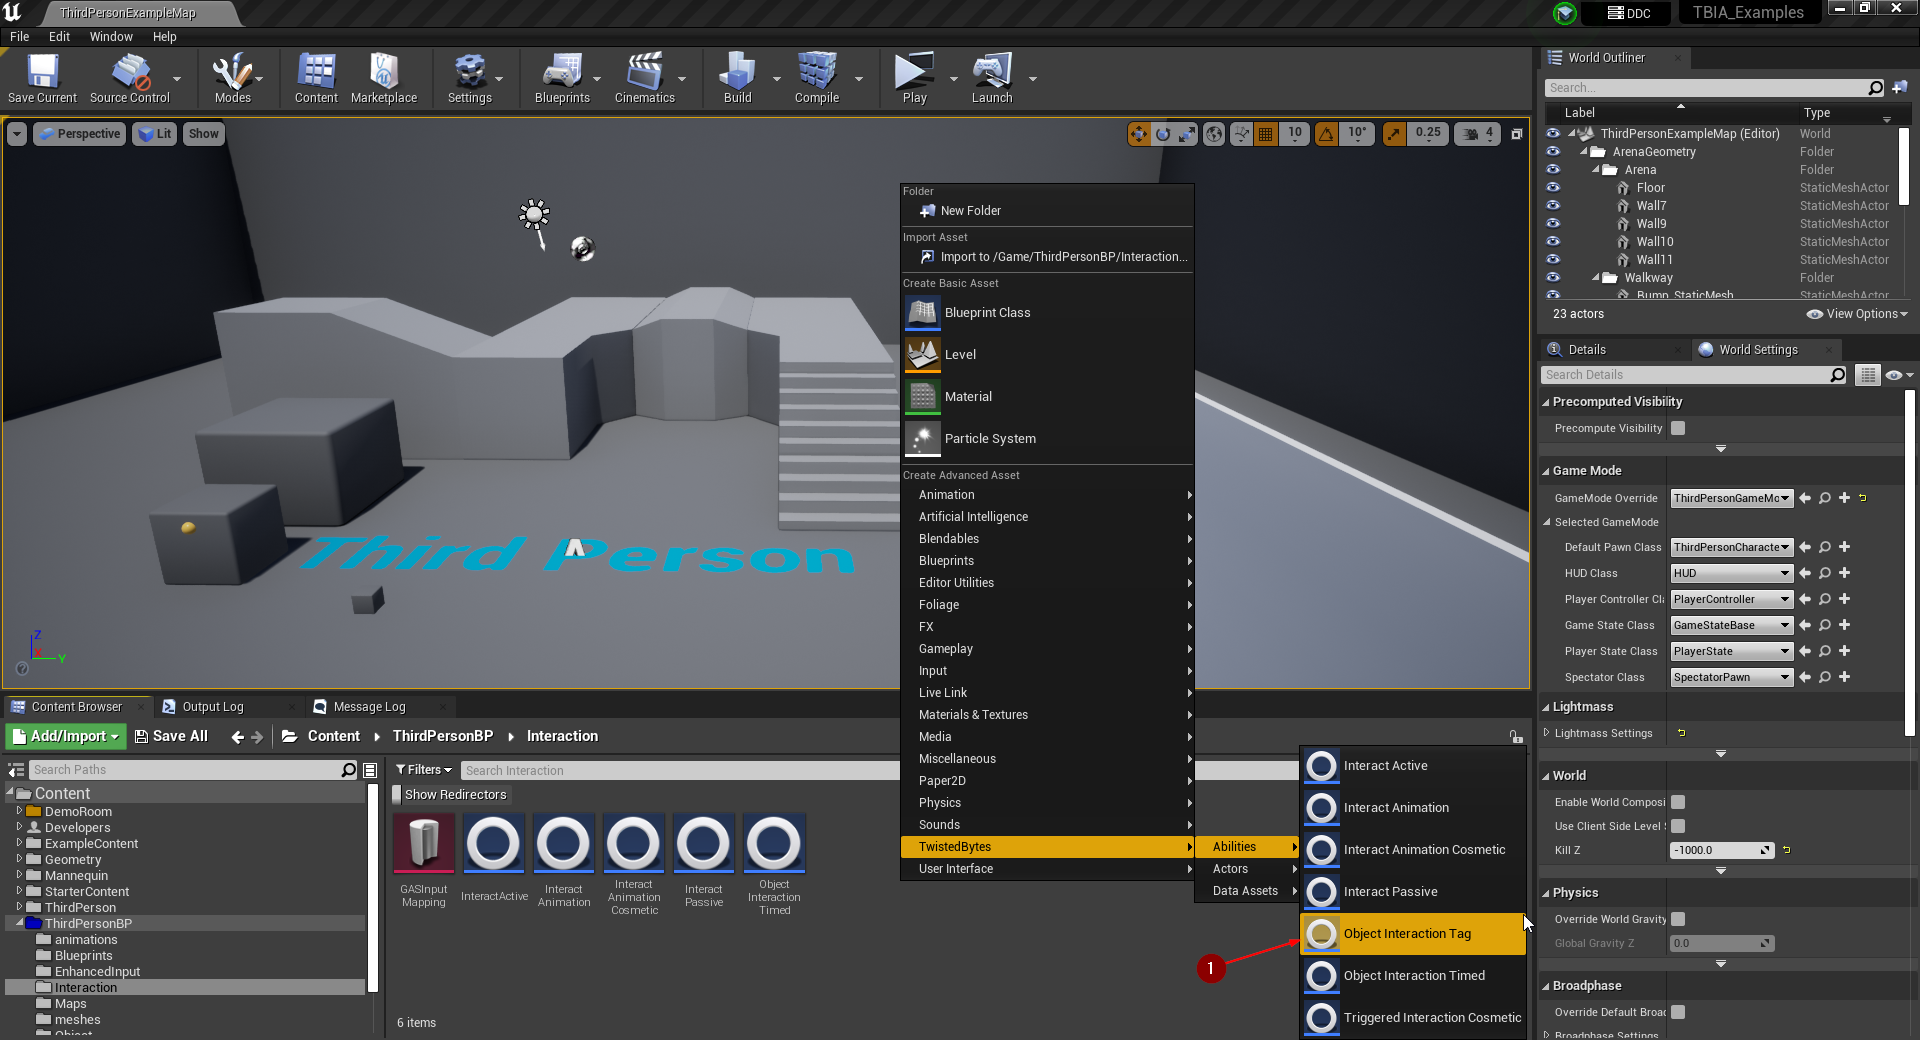 ThirdPersonExampleMap
DDC
TBIA_Examples
File Edit Window Help
Save Current
Source Control
Modes
Content
Marketplace
Settings
Blueprints
Cinematics
Build
Compile
Play
Launch
Perspective
Lit
Show
10
10°
0.25
4
Third Person
Z
X
Y
Folder
New Folder
Import Asset
Import to /Game/ThirdPersonBP/Interaction...
Create Basic Asset
Blueprint Class
Level
Material
Particle System
Create Advanced Asset
Animation
Artificial Intelligence
Blendables
Blueprints
Editor Utilities
Foliage
FX
Gameplay
Input
Live Link
Materials & Textures
Media
Miscellaneous
Paper2D
Physics
Sounds
TwistedBytes
User Interface
Abilities
Actors
Data Assets
Interact Active
Interact Animation
Interact Animation Cosmetic
Interact Passive
Object Interaction Tag
Object Interaction Timed
Triggered Interaction Cosmetic
1
World Outliner
Search...
Label Type
ThirdPersonExampleMap (Editor) World
ArenaGeometry Folder
Arena Folder
Floor StaticMeshActor
Wall7 StaticMeshActor
Wall9 StaticMeshActor
Wall10 StaticMeshActor
Wall11 StaticMeshActor
Walkway Folder
Bump_StaticMesh StaticMeshActor
23 actors
View Options
Details
World Settings
Search Details
Precomputed Visibility
Precompute Visibility
Game Mode
GameMode Override ThirdPersonGameMo
Selected GameMode
Default Pawn Class ThirdPersonCharacte
HUD Class HUD
Player Controller Cl PlayerController
Game State Class GameStateBase
Player State Class PlayerState
Spectator Class SpectatorPawn
Lightmass
Lightmass Settings
World
Enable World Composi
Use Client Side Level
Kill Z -1000.0
Physics
Override World Gravity
Global Gravity Z 0.0
Broadphase
Override Default Broad
Broadphase Settings
Content Browser
Output Log
Message Log
Add/Import
Save All
Content
ThirdPersonBP
Interaction
Search Paths
Filters
Search Interaction
Show Redirectors
Content
DemoRoom
Developers
ExampleContent
Geometry
Mannequin
StarterContent
ThirdPerson
ThirdPersonBP
animations
Blueprints
EnhancedInput
Interaction
Maps
meshes
Object
GASInput
Mapping
InteractActive
Interact
Animation
Interact
Animation
Cosmetic
Interact
Passive
Object
Interaction
Timed
6 items